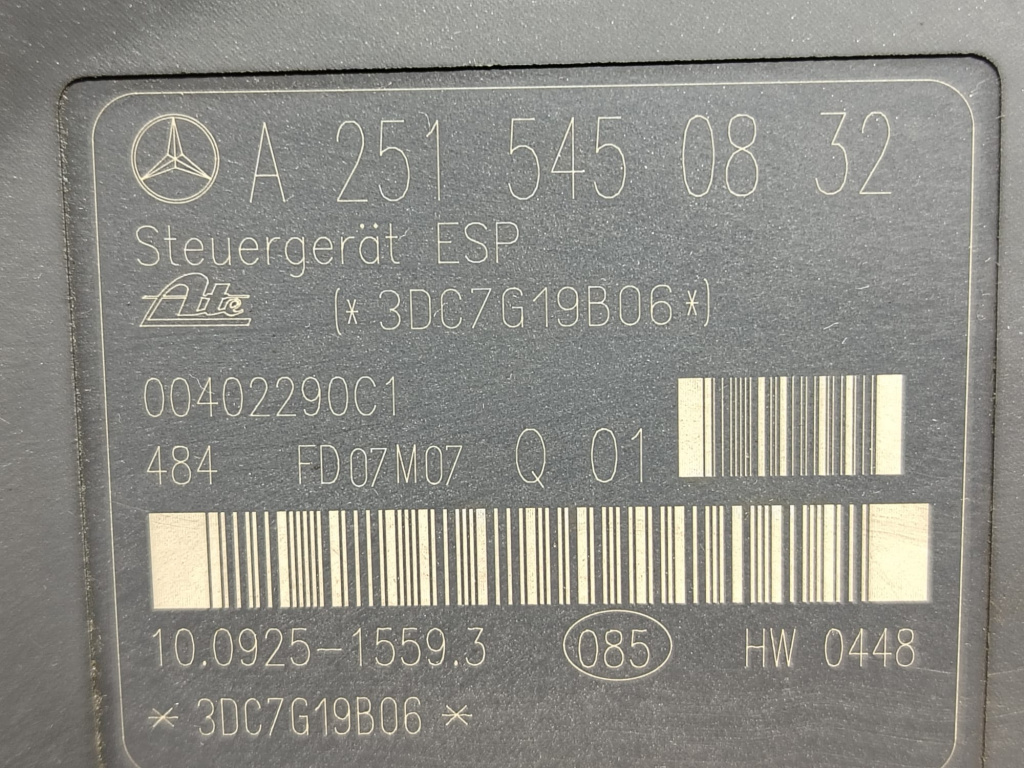 A 251 545 08 32
Steuergerät ESP
Ate (*3DC7G19B06*)
00402290C1
484 FD07M07 Q 01
10.0925-1559.3 085 HW 0448
* 3DC7G19B06 *